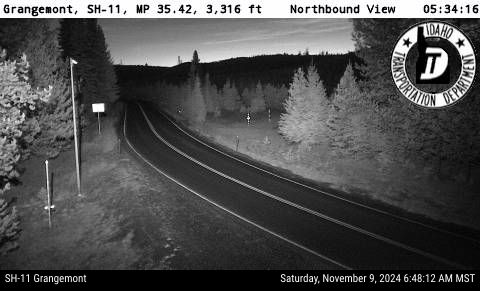 Grangemont, SH-11, MP 35.42, 3,316 ft Northbound View 05:34:16
IDAHO
TRANSPORTATION DEPARTMENT
SH-11 Grangemont Saturday, November 9, 2024 6:48:12 AM MST